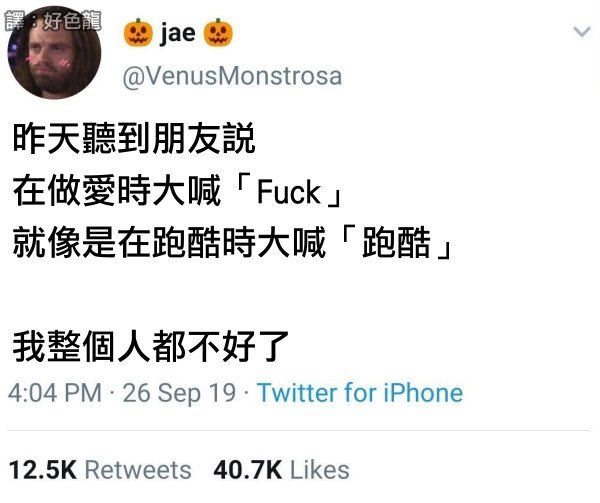 譯：好色龍
🎃 jae 🎃
@VenusMonstrosa
昨天聽到朋友説
在做愛時大喊「Fuck」
就像是在跑酷時大喊「跑酷」
我整個人都不好了
4:04 PM · 26 Sep 19 · Twitter for iPhone
12.5K Retweets 40.7K Likes